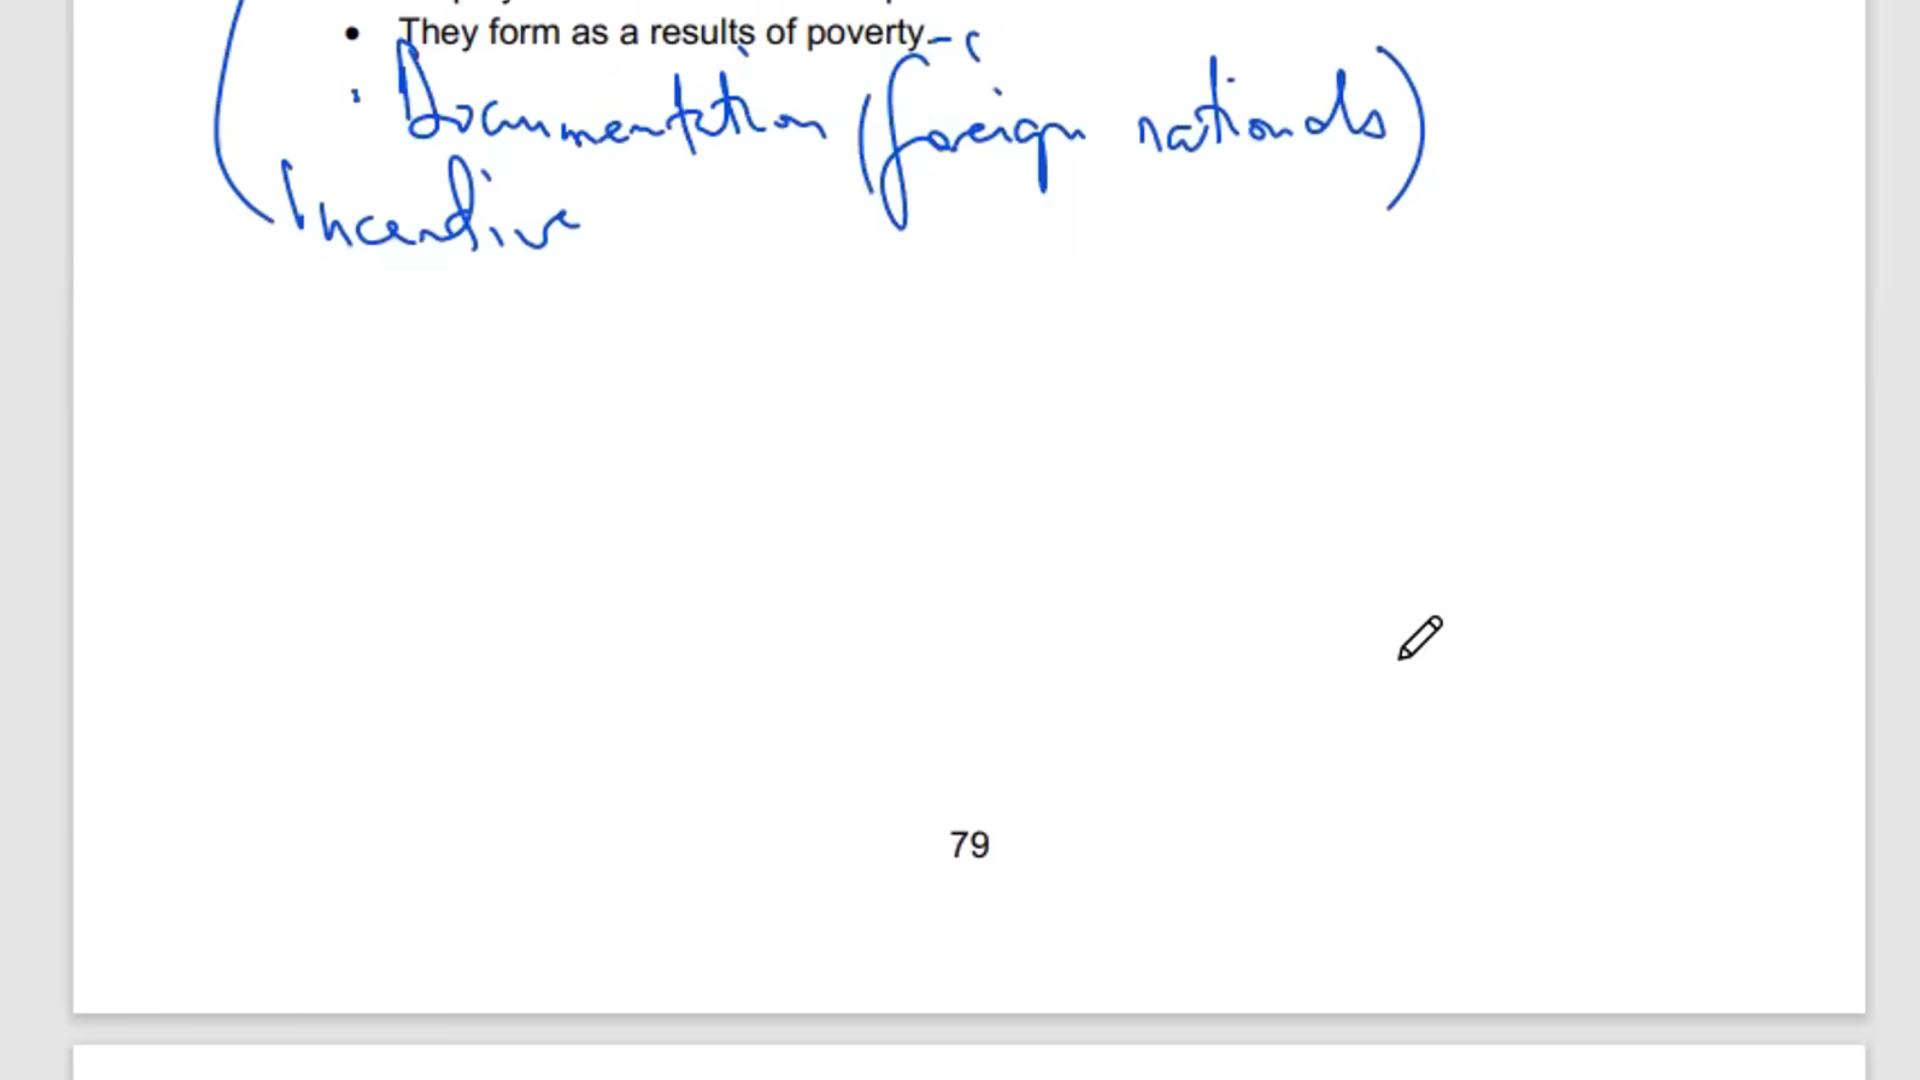 • They form as a results of poverty
• Documentation (foreign nationals)
Incentive
79